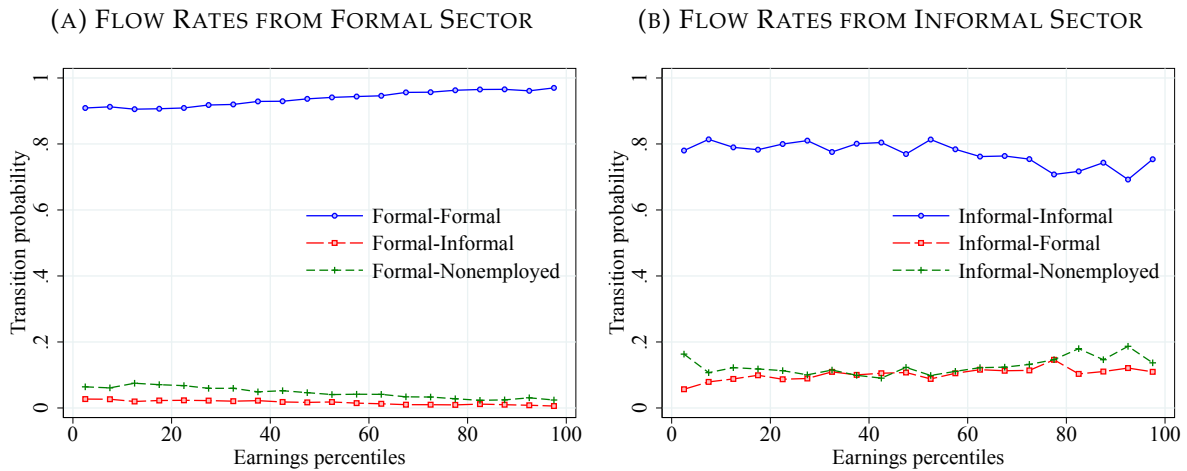 (A) FLOW RATES FROM FORMAL SECTOR
Transition probability
1
.8
.6
.4
.2
0
Formal-Formal
Formal-Informal
Formal-Nonemployed
0 20 40 60 80 100
Earnings percentiles
(B) FLOW RATES FROM INFORMAL SECTOR
Transition probability
1
.8
.6
.4
.2
0
Informal-Informal
Informal-Formal
Informal-Nonemployed
0 20 40 60 80 100
Earnings percentiles